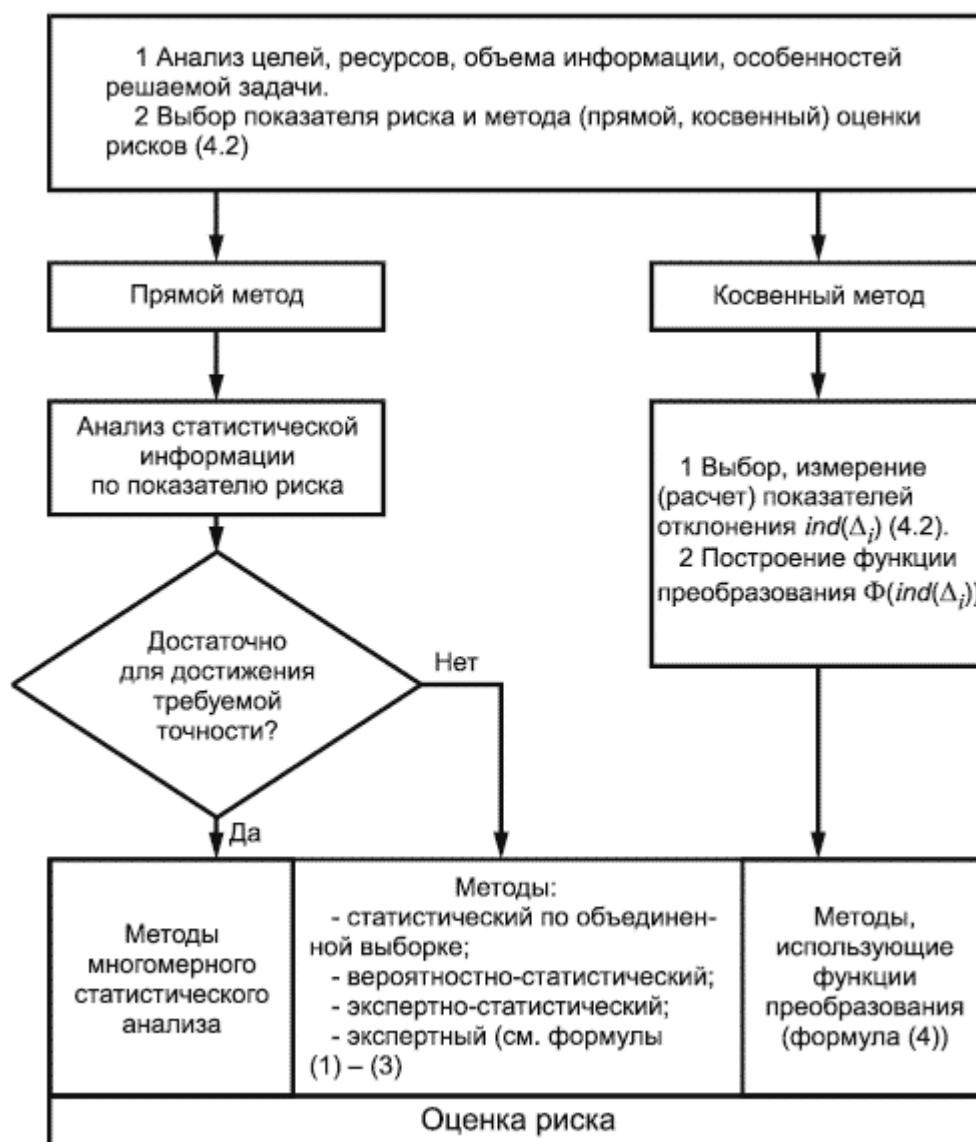 1 Анализ целей, ресурсов, объема информации, особенностей
решаемой задачи.
2 Выбор показателя риска и метода (прямой, косвенный) оценки
рисков (4.2)
Прямой метод
Косвенный метод
Анализ статистической
информации
по показателю риска
1 Выбор, измерение
(расчет) показателей
отклонения ind(Δi) (4.2).
2 Построение функции
преобразования Φ(ind(Δi))
Достаточно
для достижения
требуемой
точности?
Нет
Да
Методы
многомерного
статистического
анализа
Методы:
- статистический по объединен-
ной выборке;
- вероятностно-статистический;
- экспертно-статистический;
- экспертный (см. формулы
(1) – (3)
Методы,
использующие
функции
преобразования
(формула (4))
Оценка риска